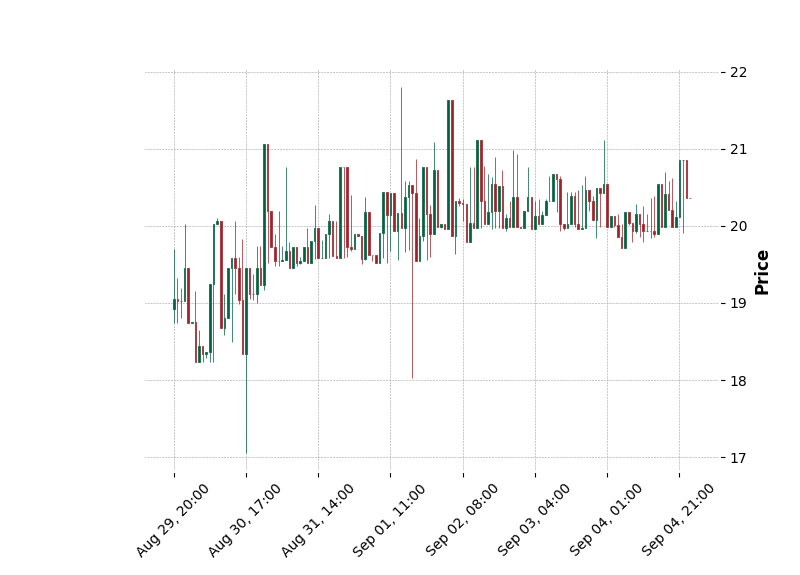 22
21
20
19
18
17
Price
Aug 29, 20:00
Aug 30, 17:00
Aug 31, 14:00
Sep 01, 11:00
Sep 02, 08:00
Sep 03, 04:00
Sep 04, 01:00
Sep 04, 21:00